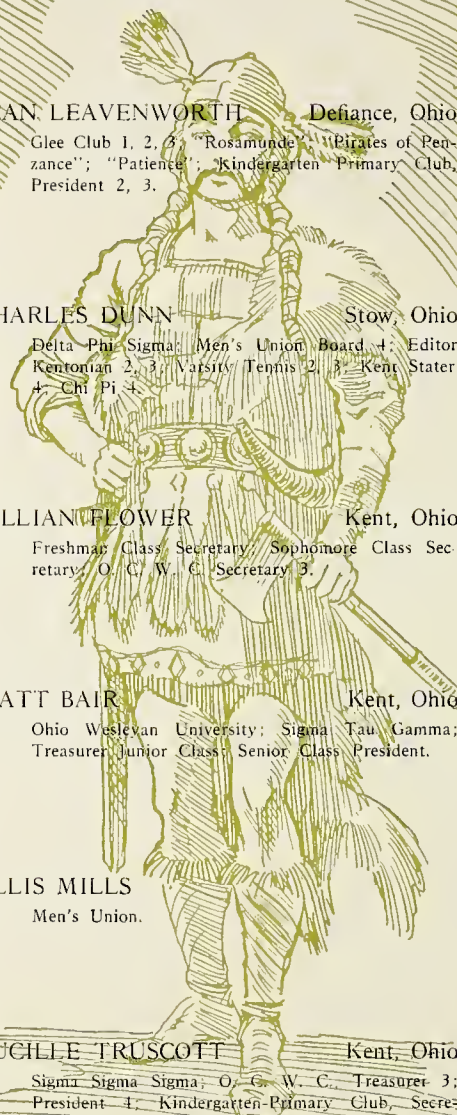 AN LEAVENWORTH Defiance, Ohio
Glee Club 1, 2, 3; "Rosamunde"; "Pirates of Pen-
zance"; "Patience"; Kindergarten Primary Club,
President 2, 3.
HARLES DUNN Stow, Ohio
Delta Phi Sigma; Men's Union Board 4; Editor
Kentonian 2, 3; Varsity Tennis 2, 3; Kent Stater
4; Chi Pi 4.
LLIAN FLOWER Kent, Ohio
Freshman Class Secretary; Sophomore Class Sec-
retary; O. C. W. C. Secretary 3.
ATT BAIR Kent, Ohio
Ohio Wesleyan University; Sigma Tau Gamma;
Treasurer Junior Class; Senior Class President.
LLIS MILLS
Men's Union.
UCILLE TRUSCOTT Kent, Ohio
Sigma Sigma Sigma; O. C. W. C., Treasurer 3;
President 4; Kindergarten-Primary Club, Secre-